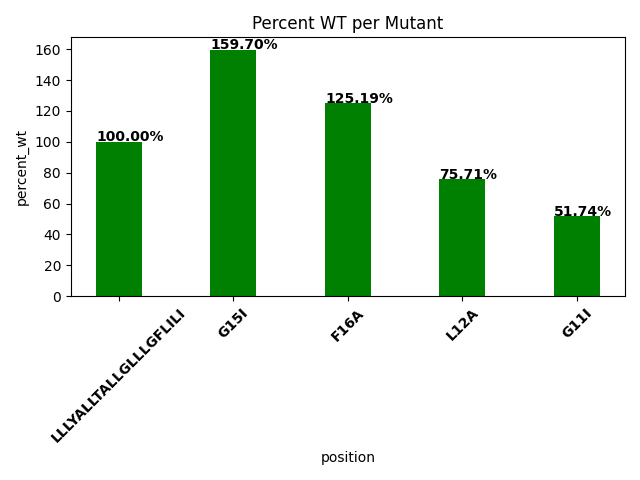 Percent WT per Mutant
percent_wt
160
140
120
100
80
60
40
20
0
100.00%
159.70%
125.19%
75.71%
51.74%
LLLYALLTALLGLLLGFLILI
G15I
F16A
L12A
G11I
position